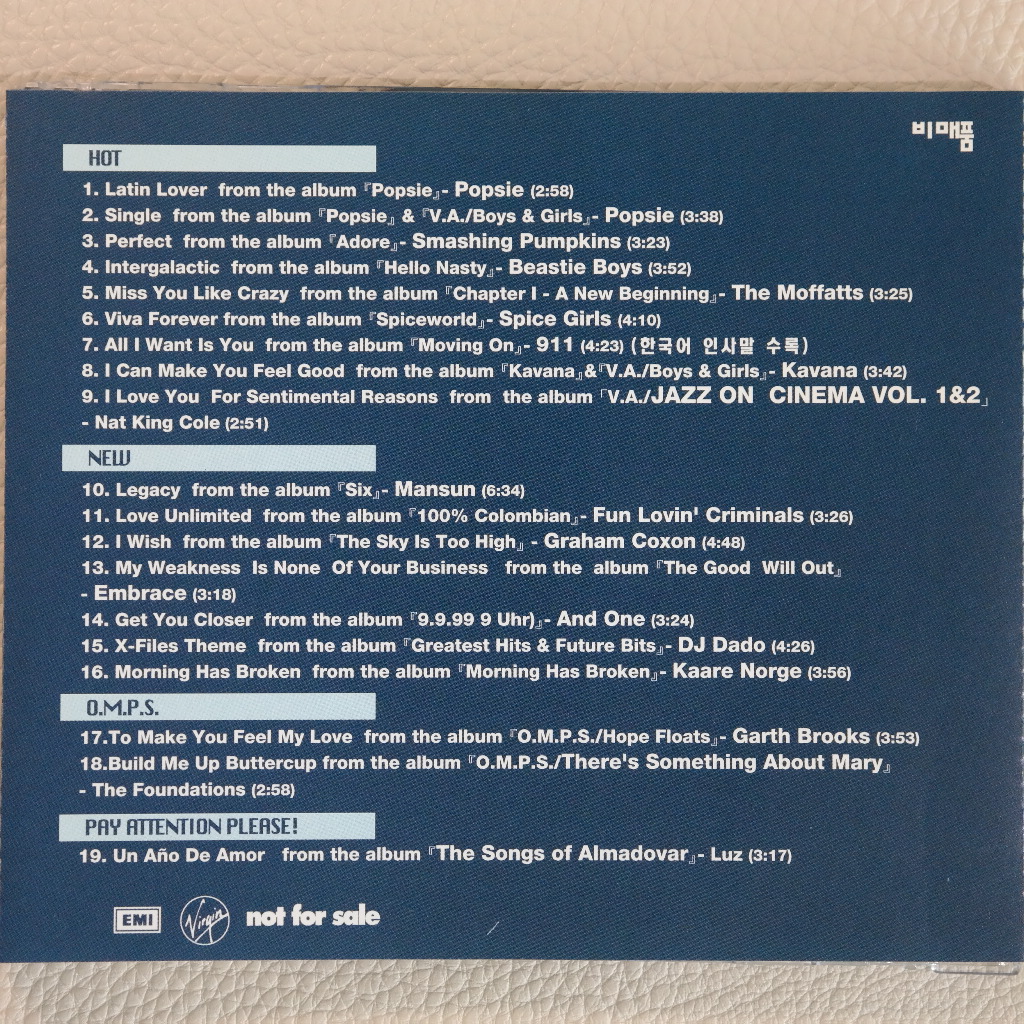 비매품
HOT
1. Latin Lover from the album『Popsie』- Popsie (2:58)
2. Single from the album『Popsie』&『V.A./Boys & Girls』- Popsie (3:38)
3. Perfect from the album『Adore』- Smashing Pumpkins (3:23)
4. Intergalactic from the album『Hello Nasty』- Beastie Boys (3:52)
5. Miss You Like Crazy from the album『Chapter I - A New Beginning』- The Moffatts (3:25)
6. Viva Forever from the album『Spiceworld』- Spice Girls (4:10)
7. All I Want Is You from the album『Moving On』- 911 (4:23) (한국어 인사말 수록)
8. I Can Make You Feel Good from the album『Kavana』&『V.A./Boys & Girls』- Kavana (3:42)
9. I Love You For Sentimental Reasons from the album「V.A./JAZZ ON CINEMA VOL. 1&2」
- Nat King Cole (2:51)
NEW
10. Legacy from the album『Six』- Mansun (6:34)
11. Love Unlimited from the album『100% Colombian』- Fun Lovin' Criminals (3:26)
12. I Wish from the album『The Sky Is Too High』- Graham Coxon (4:48)
13. My Weakness Is None Of Your Business from the album『The Good Will Out』
- Embrace (3:18)
14. Get You Closer from the album『9.9.99 9 Uhr)』- And One (3:24)
15. X-Files Theme from the album『Greatest Hits & Future Bits』- DJ Dado (4:26)
16. Morning Has Broken from the album『Morning Has Broken』- Kaare Norge (3:56)
O.M.P.S.
17.To Make You Feel My Love from the album『O.M.P.S./Hope Floats』- Garth Brooks (3:53)
18.Build Me Up Buttercup from the album『O.M.P.S./There's Something About Mary』
- The Foundations (2:58)
PAY ATTENTION PLEASE!
19. Un Año De Amor from the album『The Songs of Almadovar』- Luz (3:17)
EMI Virgin not for sale